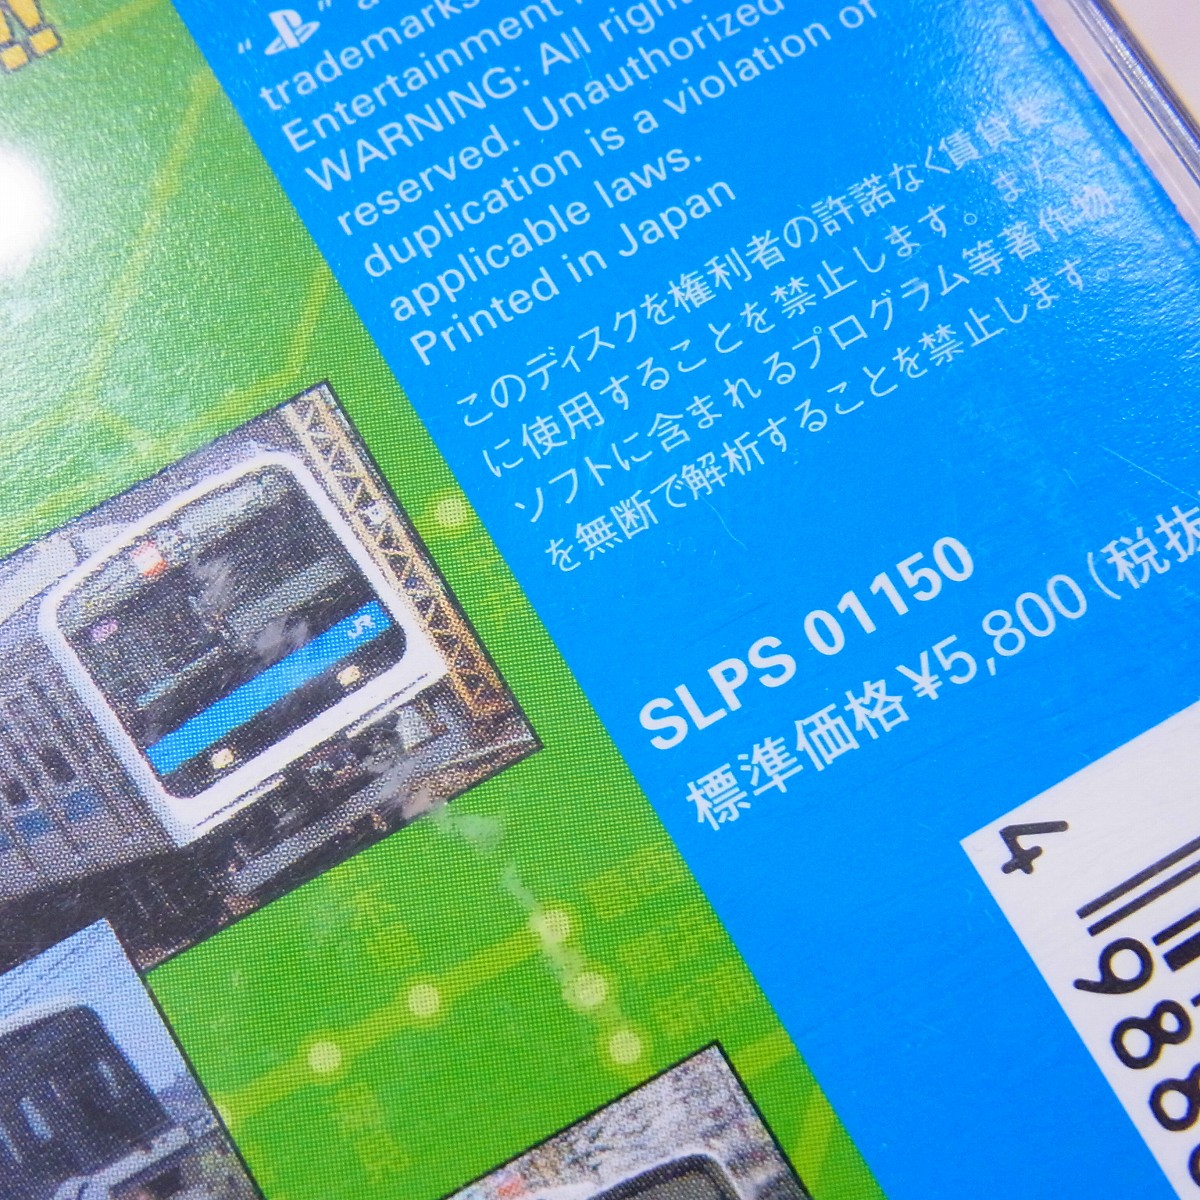 !!
" " a
trademarks
Entertainment
WARNING: All right
reserved. Unauthorized
duplication is a violation of
applicable laws.
Printed in Japan
このディスクを権利者の許諾なく賃貸業
に使用することを禁止します。また、
ソフトに含まれるプログラム等著作物
を無断で解析することを禁止します。
SLPS 01150
標準価格¥5,800(税抜
4
988
JR